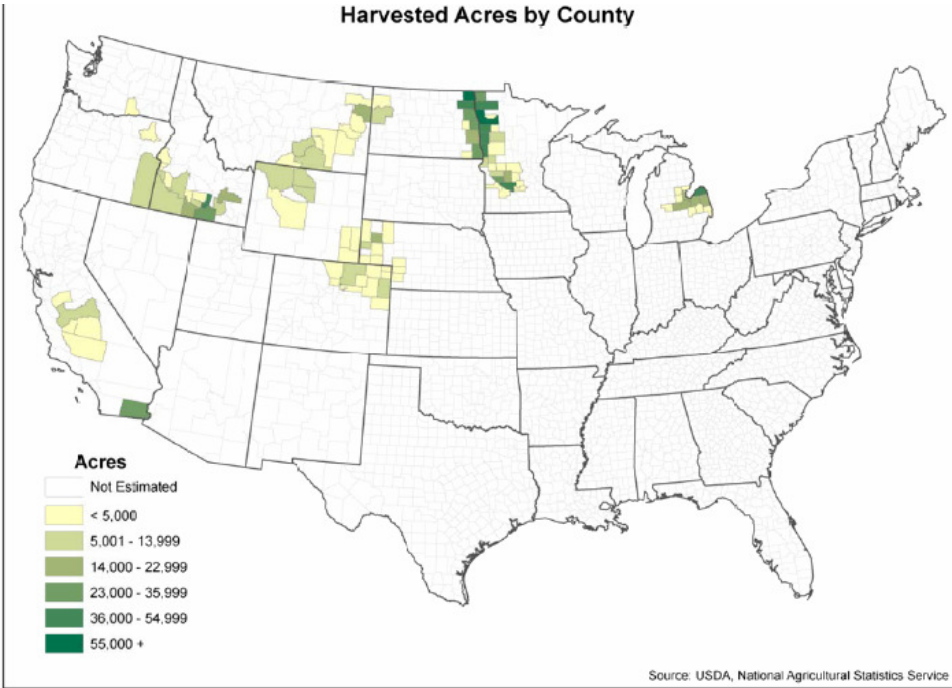 Harvested Acres by County
Acres
Not Estimated
< 5,000
5,001 - 13,999
14,000 - 22,999
23,000 - 35,999
36,000 - 54,999
55,000 +
Source: USDA, National Agricultural Statistics Service